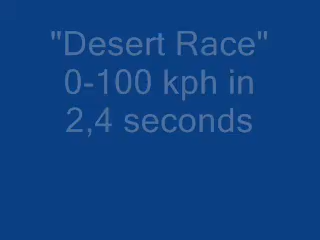 "Desert Race"
0-100 kph in
2,4 seconds